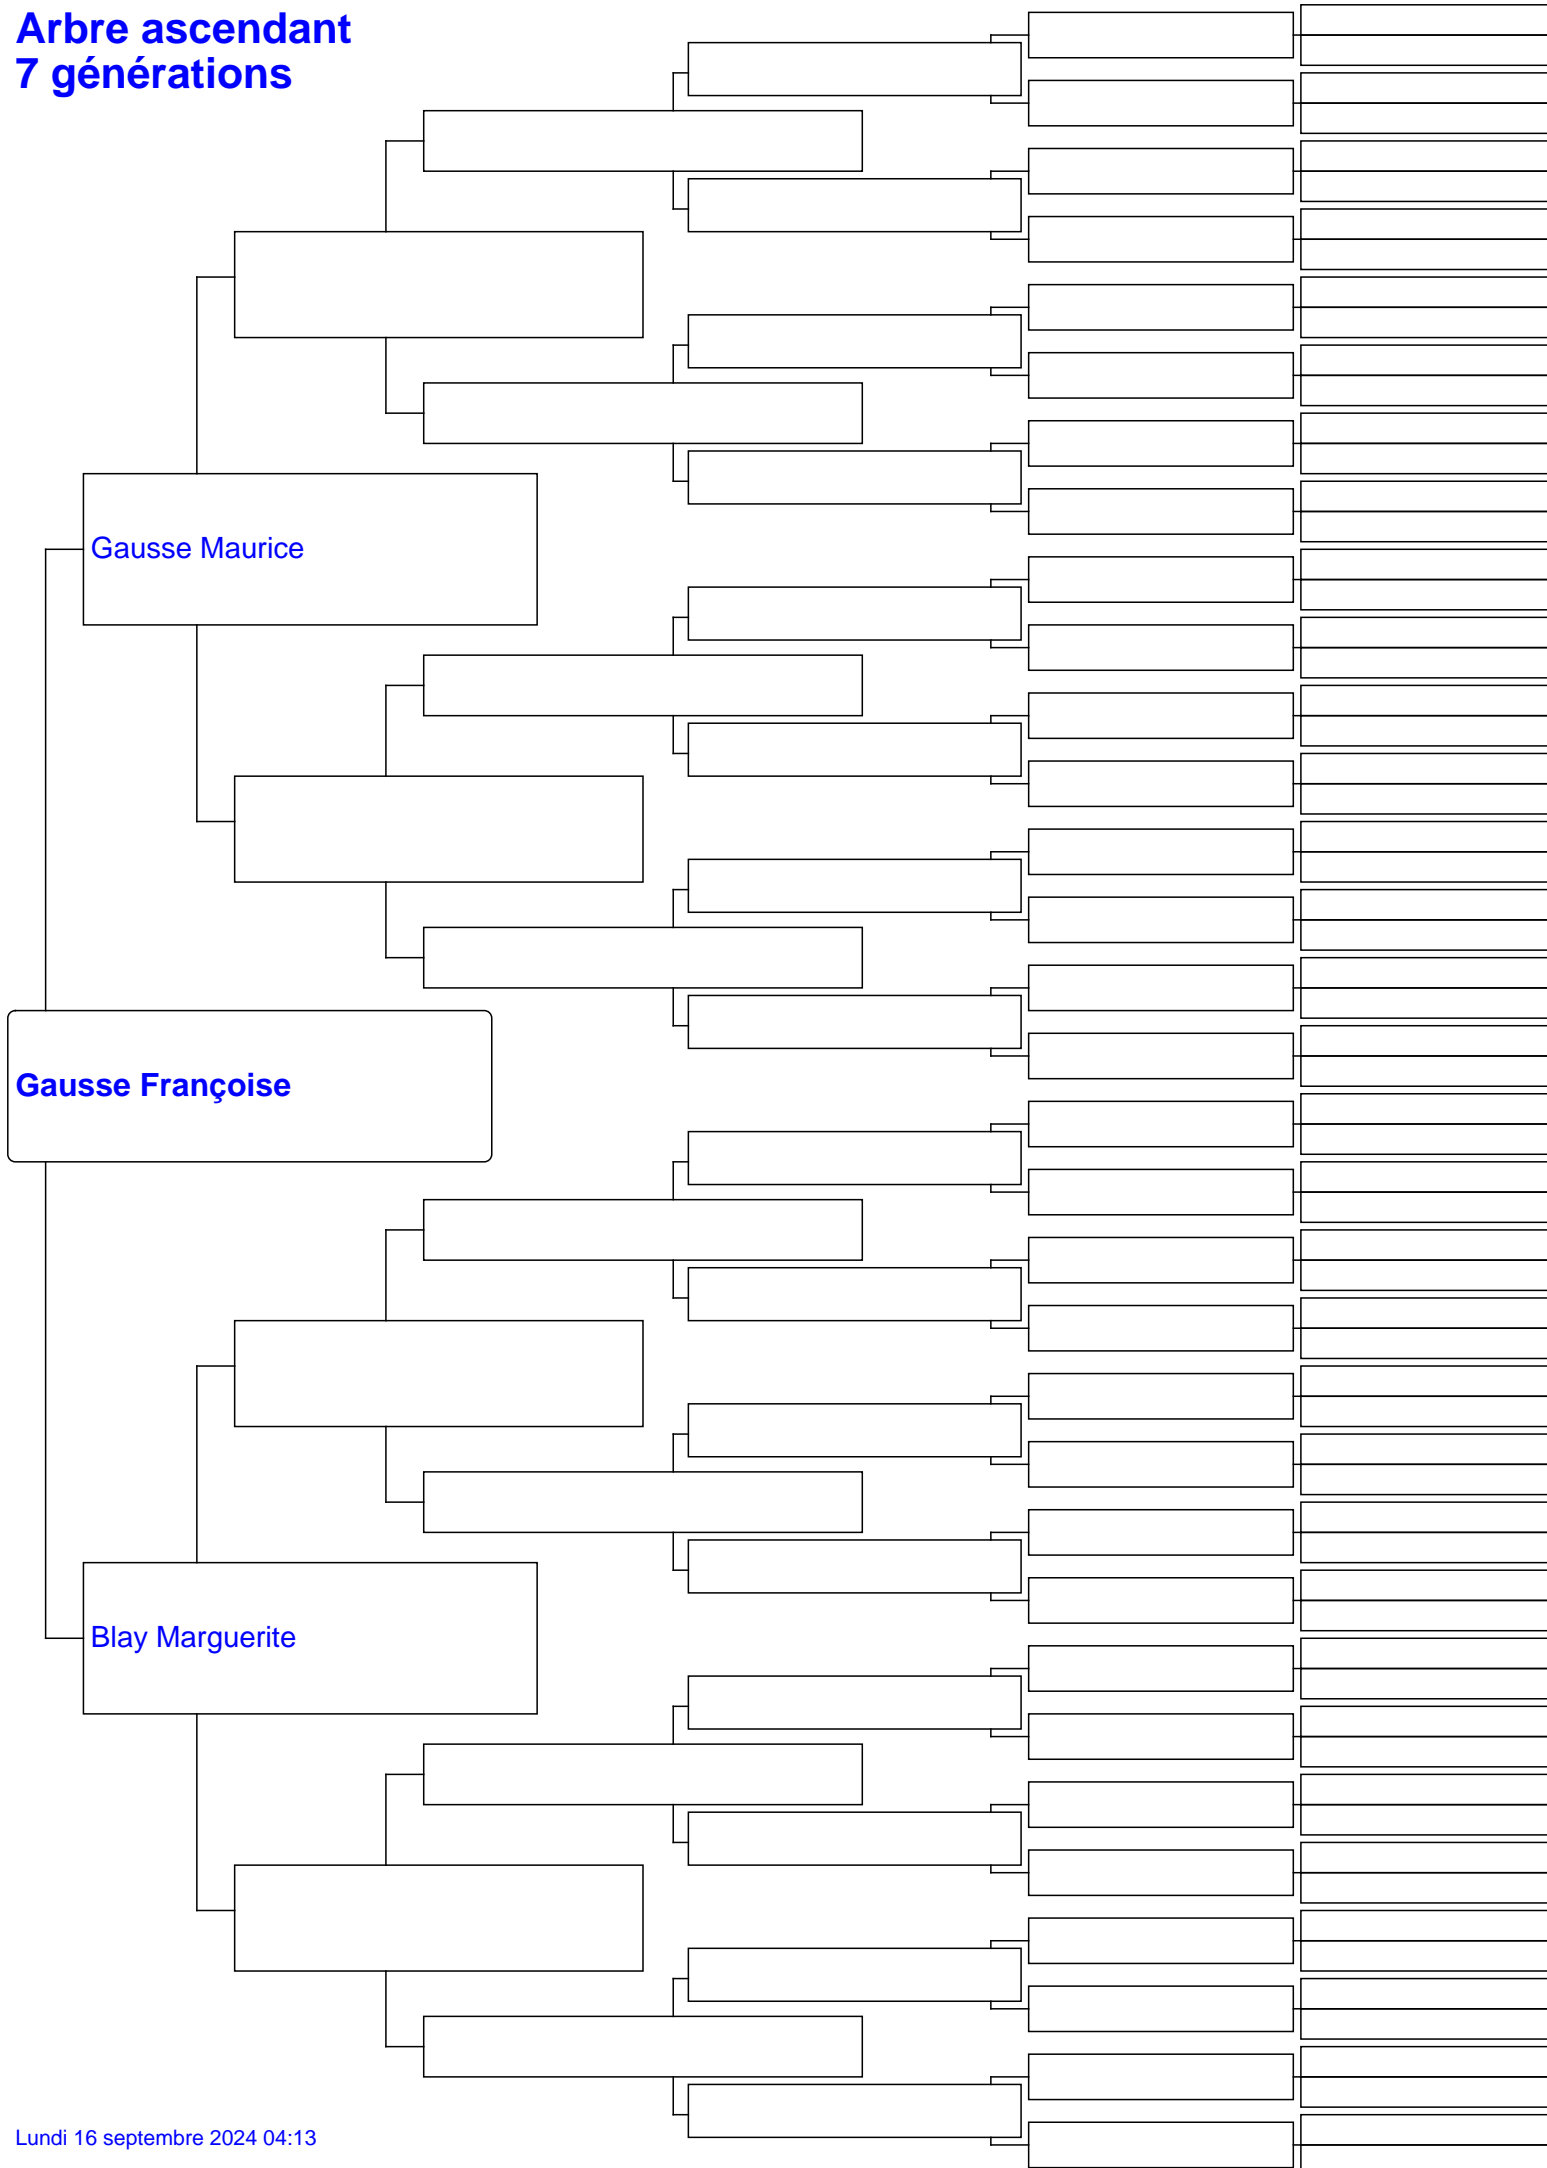 Arbre ascendant
7 générations
Gausse Maurice
Gausse Françoise
Blay Marguerite
Lundi 16 septembre 2024 04:13